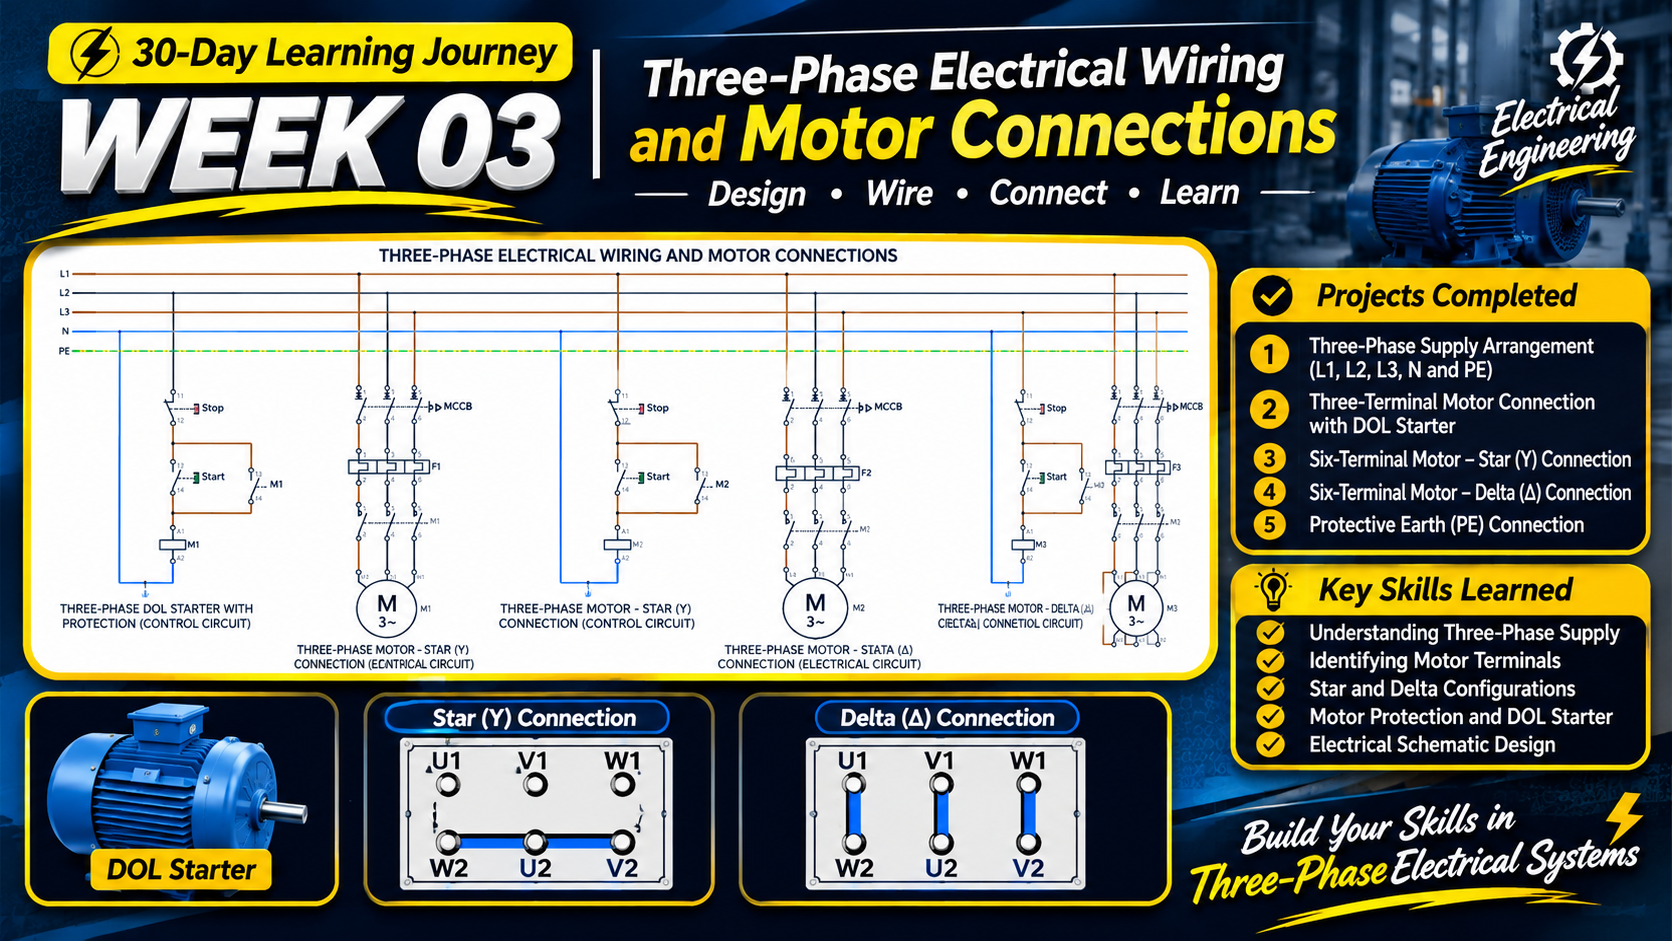 30-Day Learning Journey
WEEK 03
Three-Phase Electrical Wiring
and Motor Connections
Design • Wire • Connect • Learn
Electrical
Engineering
THREE-PHASE ELECTRICAL WIRING AND MOTOR CONNECTIONS
L1
L2
L3
N
PE
Stop
Start
M1
M1
THREE-PHASE DOL STARTER WITH
PROTECTION (CONTROL CIRCUIT)
MCCB
F1
M1
M
3~
M1
THREE-PHASE MOTOR - STAR (Y)
CONNECTION (EDNTRICAL CIRCUIT)
Stop
Start
M2
M2
THREE-PHASE MOTOR - STAR (Y)
CONNECTION (CONTROL CIRCUIT)
MCCB
F2
M2
M
3~
M2
THREE-PHASE MOTOR - STATA (Δ)
CONNECTION (ELECTRICAL CIRCUIT)
Stop
Start
M3
THREE-PHASE MOTOR - DELTA (Δ)
CIRCUIT)
MCCB
F3
M
3~
M3
Projects Completed
1 Three-Phase Supply Arrangement
(L1, L2, L3, N and PE)
2 Three-Terminal Motor Connection
with DOL Starter
3 Six-Terminal Motor – Star (Y) Connection
4 Six-Terminal Motor – Delta (Δ) Connection
5 Protective Earth (PE) Connection
Key Skills Learned
Understanding Three-Phase Supply
Identifying Motor Terminals
Star and Delta Configurations
Motor Protection and DOL Starter
Electrical Schematic Design
DOL Starter
Star (Y) Connection
U1 V1 W1
W2 U2 V2
Delta (Δ) Connection
U1 V1 W1
W2 U2 V2
Build Your Skills in
Three-Phase Electrical Systems